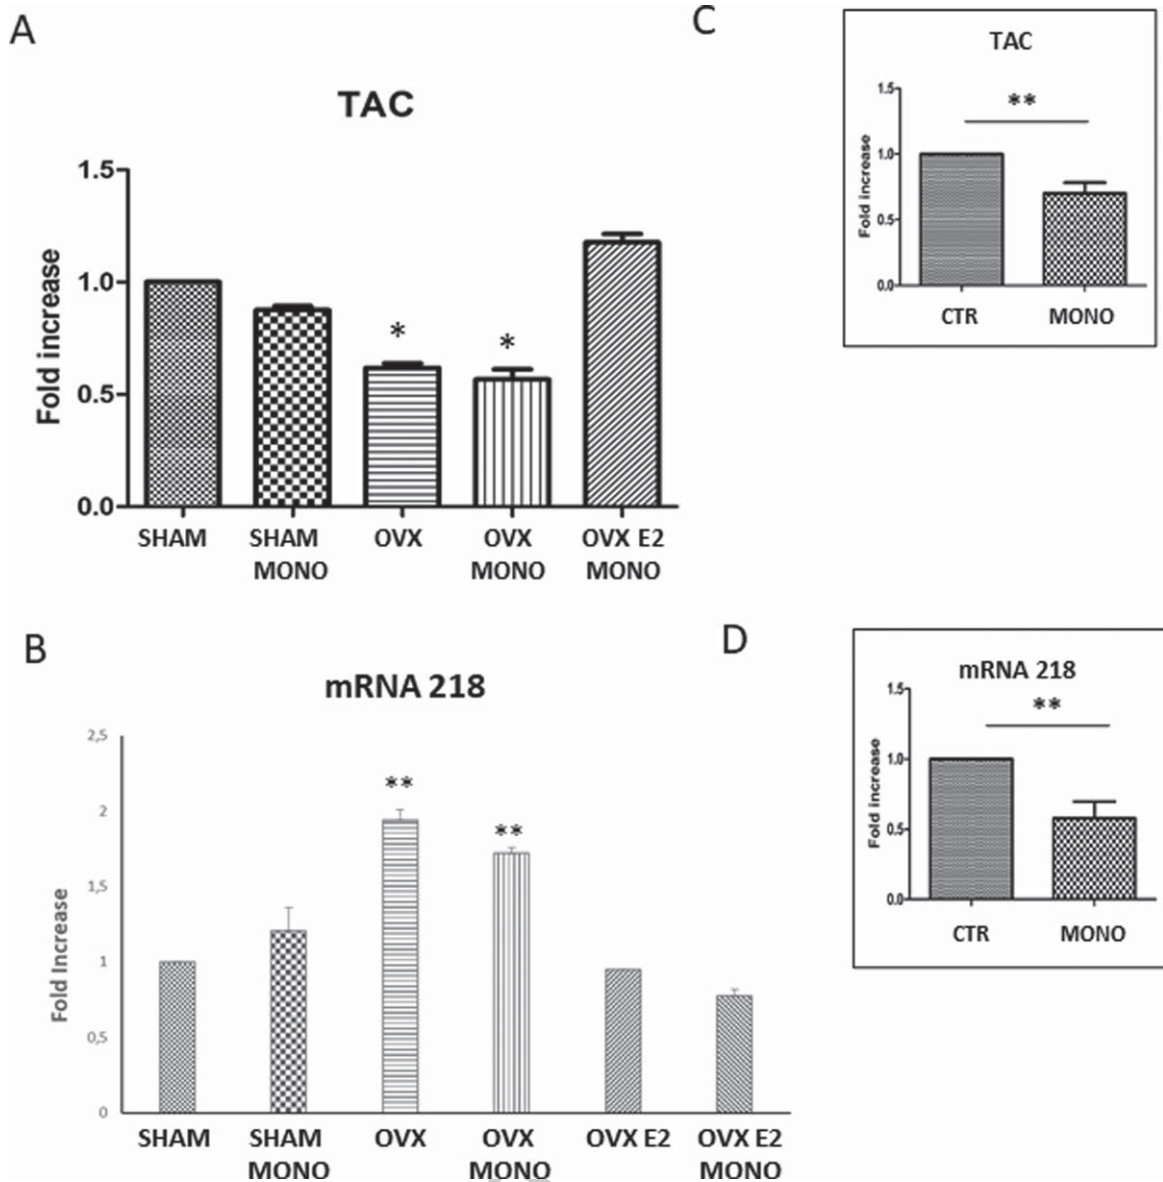 A
TAC
1.5
1.0
0.5
0.0
Fold increase
*
*
SHAM
SHAM MONO
OVX
OVX MONO
OVX E2 MONO
C
TAC
1.5
1.0
0.5
0.0
Fold increase
**
CTR
MONO
B
mRNA 218
2,5
2
1,5
1
0,5
0
Fold Increase
**
**
SHAM
SHAM MONO
OVX
OVX MONO
OVX E2
OVX E2 MONO
D
mRNA 218
1.5
1.0
0.5
0.0
Fold increase
**
CTR
MONO